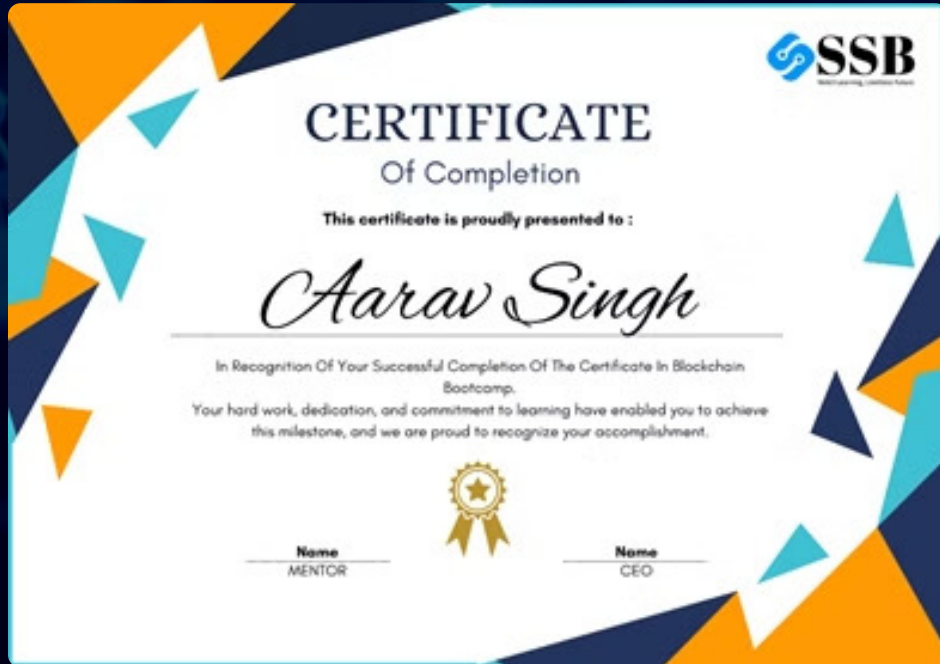 SSB
CERTIFICATE
Of Completion
This certificate is proudly presented to :
Aarav Singh
In Recognition Of Your Successful Completion Of The Certificate In Blockchain
Bootcamp.
Your hard work, dedication, and commitment to learning have enabled you to achieve
this milestone, and we are proud to recognize your accomplishment.
Name
MENTOR
Name
CEO